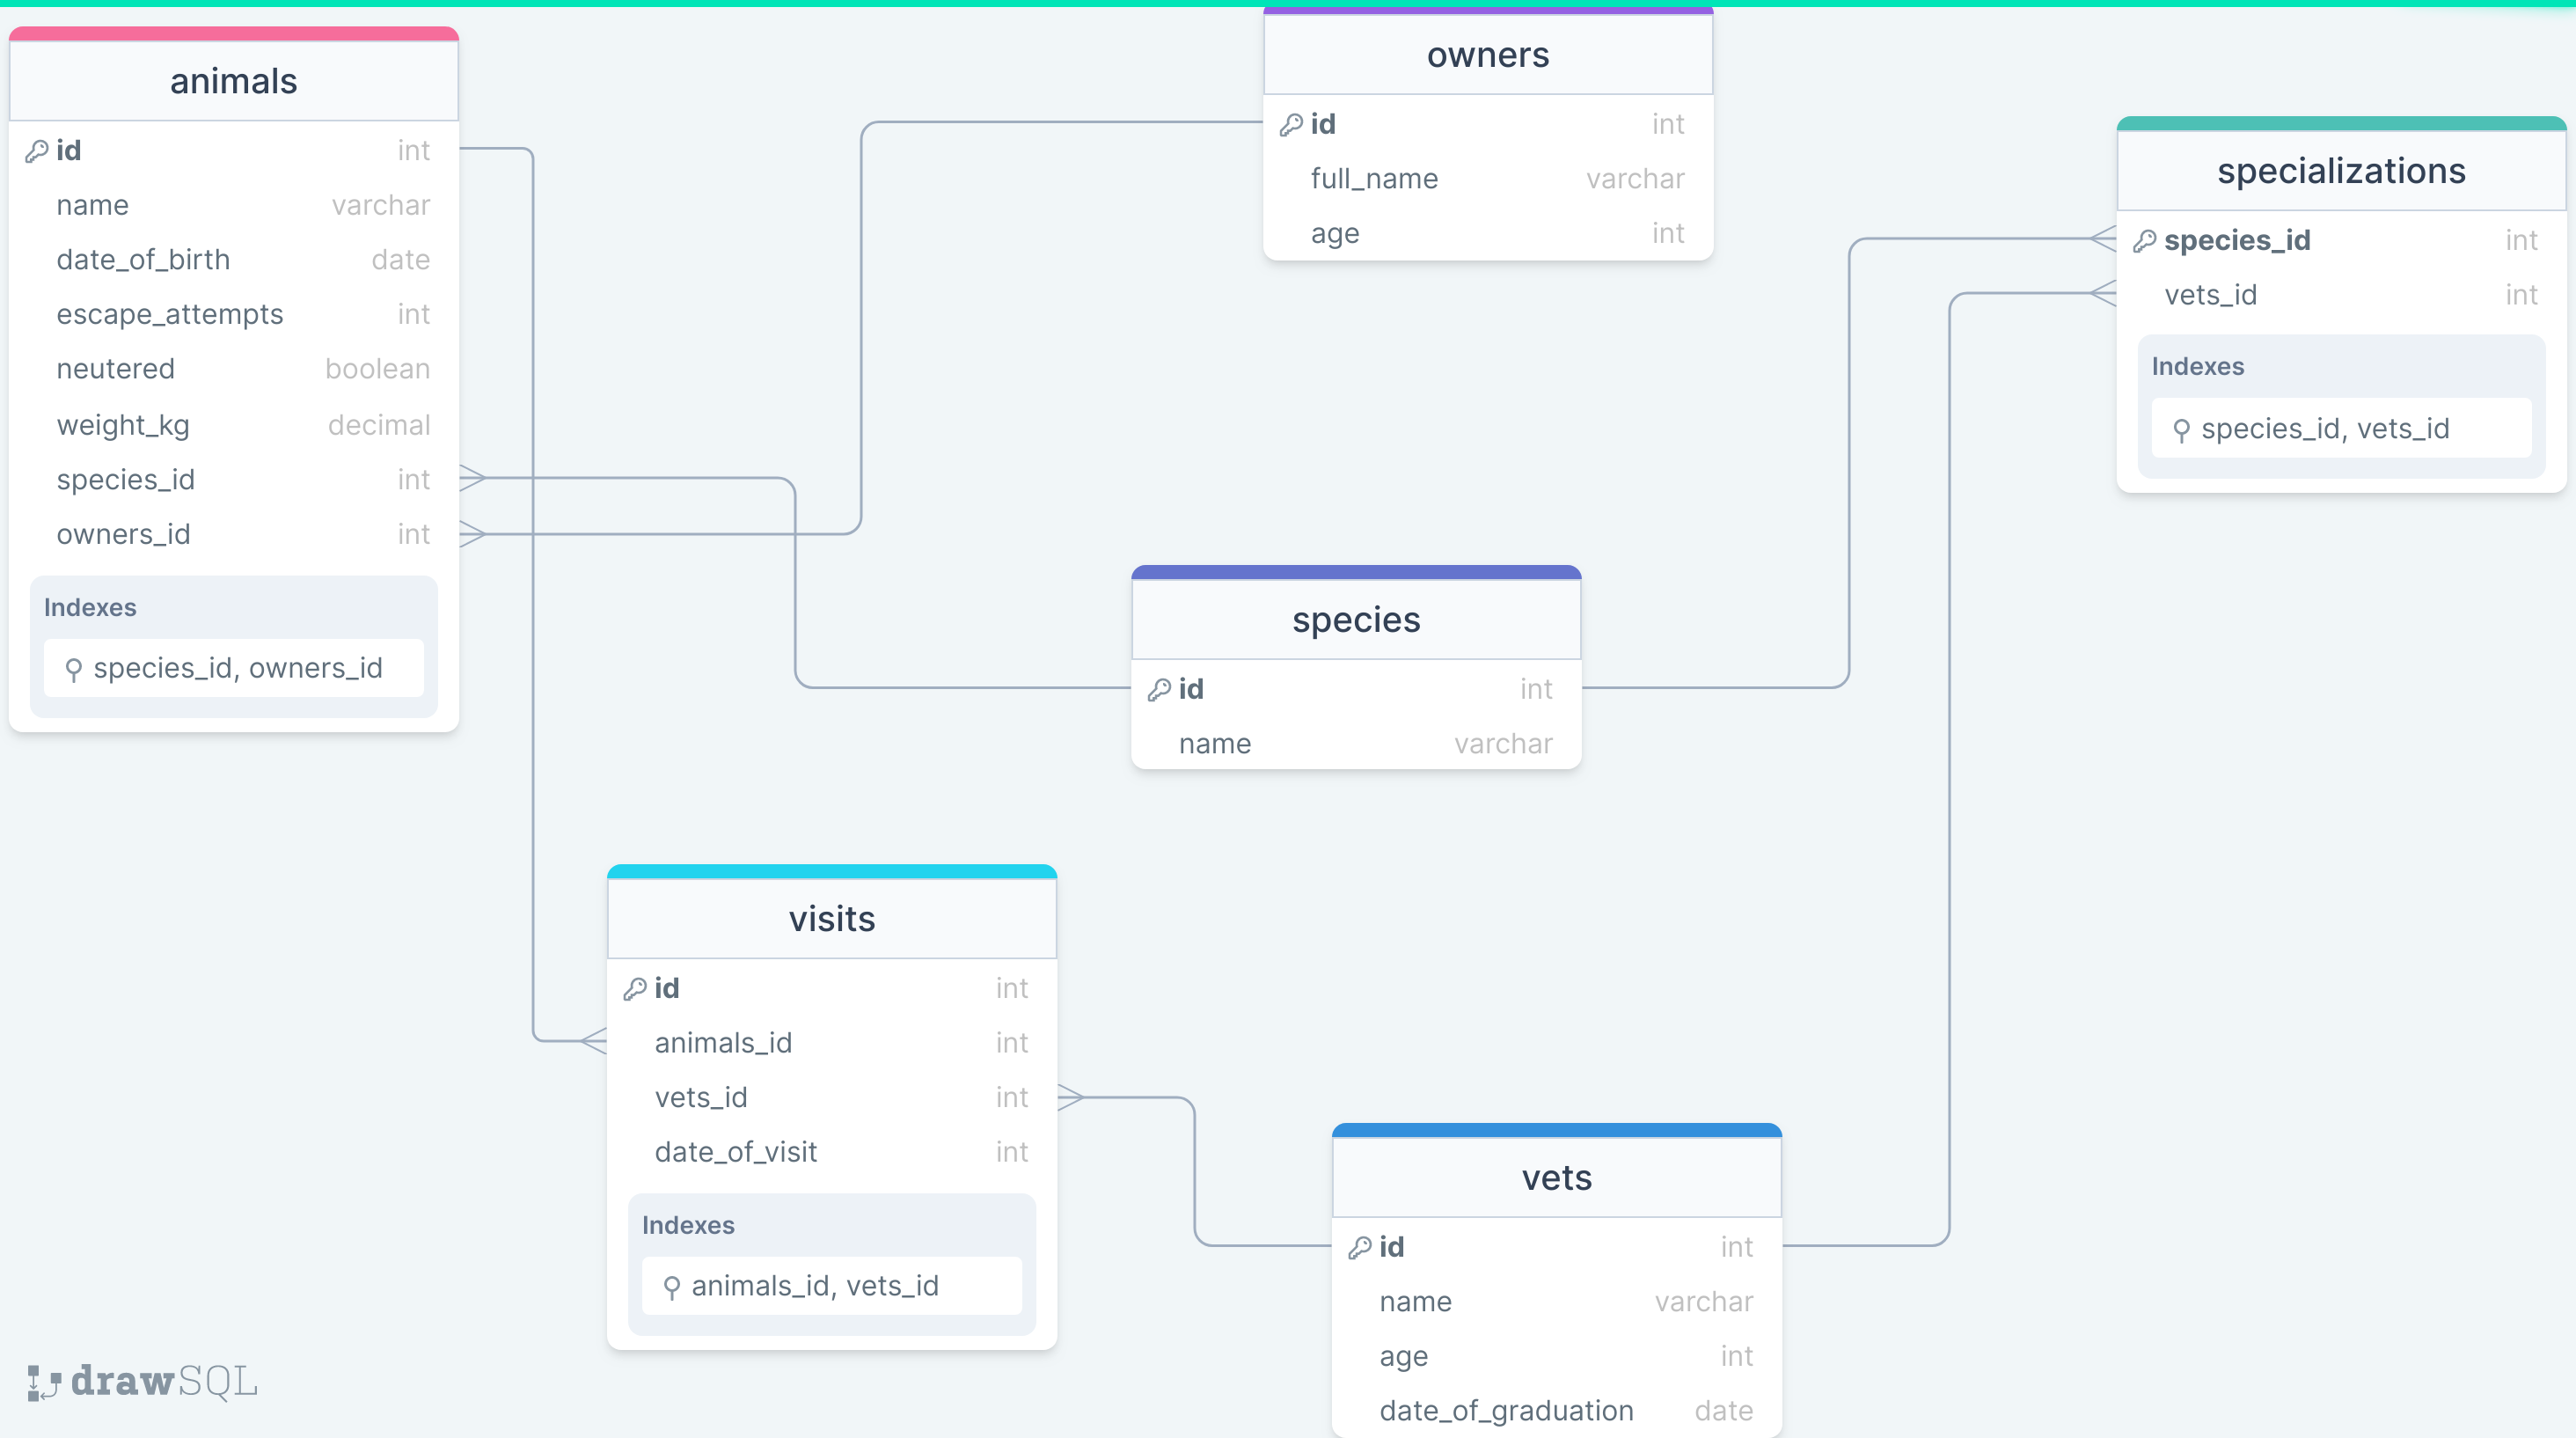 animals
id int
name varchar
date_of_birth date
escape_attempts int
neutered boolean
weight_kg decimal
species_id int
owners_id int
Indexes
species_id, owners_id
owners
id int
full_name varchar
age int
specializations
species_id int
vets_id int
Indexes
species_id, vets_id
species
id int
name varchar
visits
id int
animals_id int
vets_id int
date_of_visit int
Indexes
animals_id, vets_id
vets
id int
name varchar
age int
date_of_graduation date
drawSQL